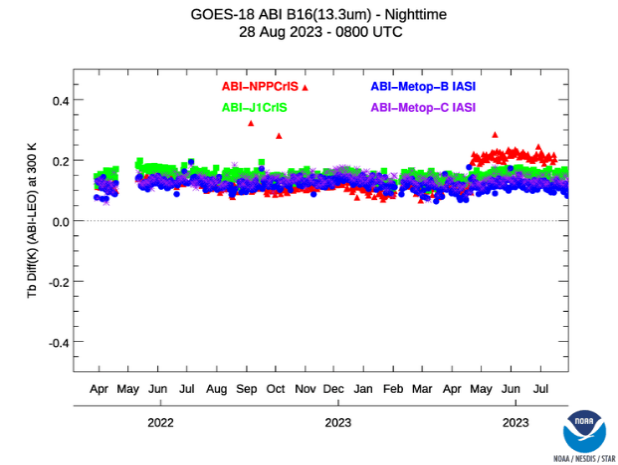 GOES-18 ABI B16(13.3um) - Nighttime
28 Aug 2023 - 0800 UTC
ABI-NPPCrIS
ABI-Metop-B IASI
ABI-J1CrIS
ABI-Metop-C IASI
Tb Diff(K) (ABI-LEO) at 300 K
0.4
0.2
0.0
-0.2
-0.4
Apr May Jun Jul Aug Sep Oct Nov Dec Jan Feb Mar Apr May Jun Jul
2022 2023 2023
NOAA
NOAA / NESDIS / STAR